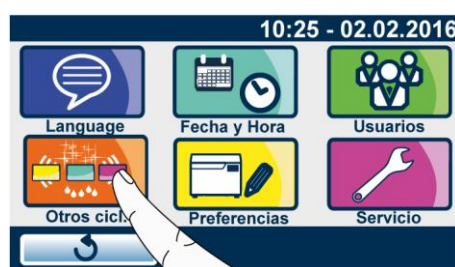 10:25 - 02.02.2016
Language
Fecha y Hora
Usuarios
Otros cicl.
Preferencias
Servicio